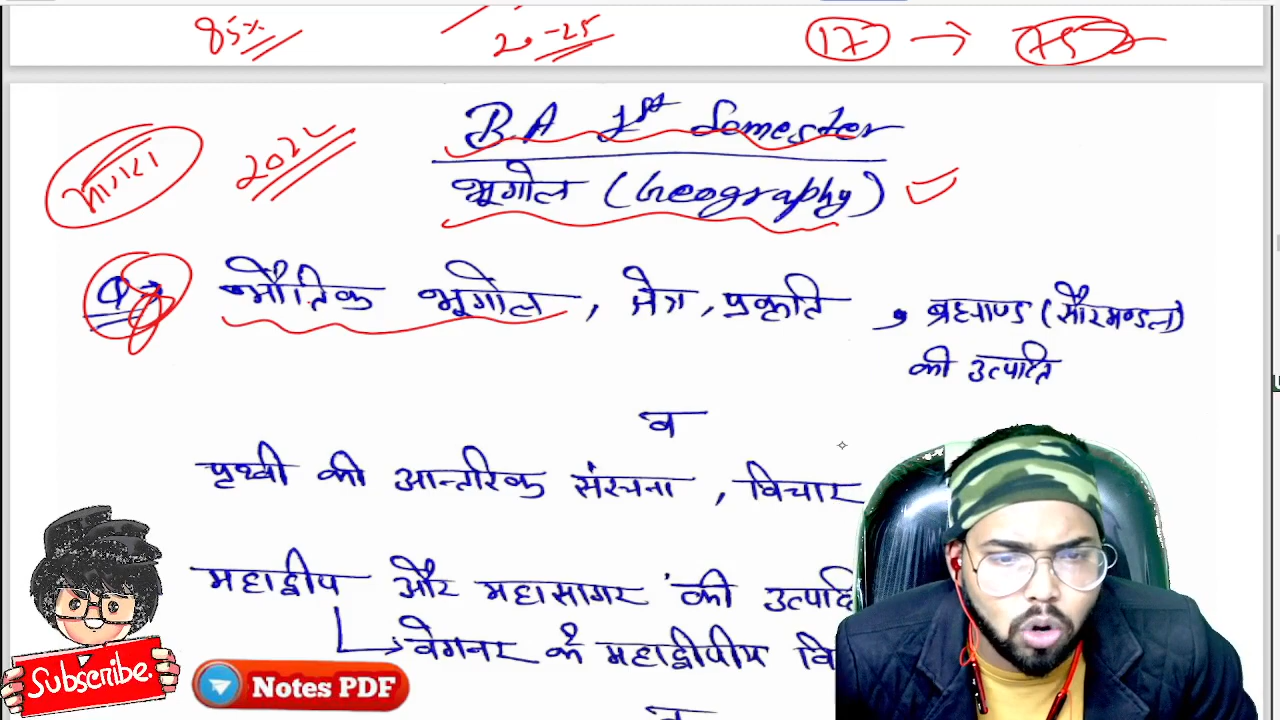 85%
20-25
17 → 75%
B.A 1st Semester
2022
भूगोल (Geography)
भौतिक भूगोल, क्षेत्र, प्रकृति, ब्रह्माण्ड (सौरमण्डल)
की उत्पत्ति
व
पृथ्वी की आन्तरिक संरचना, विचार
महाद्वीप और महासागर की उत्पत्ति
वेगनर के महाद्वीपीय वि
व
Subscribe.
Notes PDF